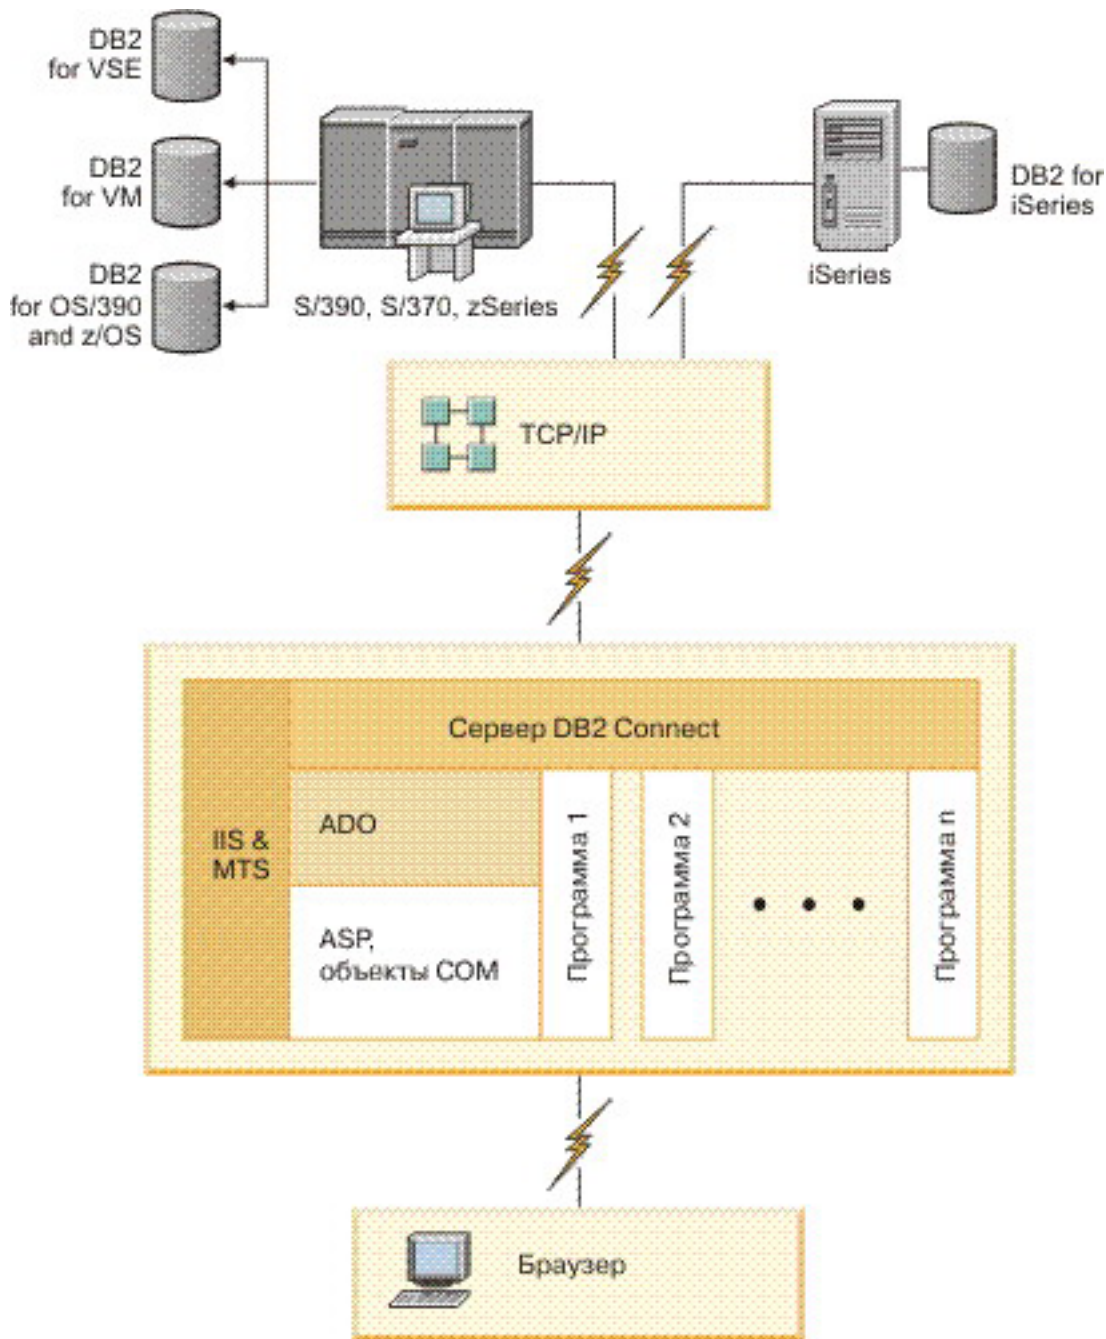 DB2
for VSE
DB2
for VM
DB2
for OS/390
and z/OS
S/390, S/370, zSeries
iSeries
DB2 for
iSeries
TCP/IP
Сервер DB2 Connect
IIS &
MTS
ADO
ASP,
объекты COM
Программа 1
Программа 2
Программа n
Браузер